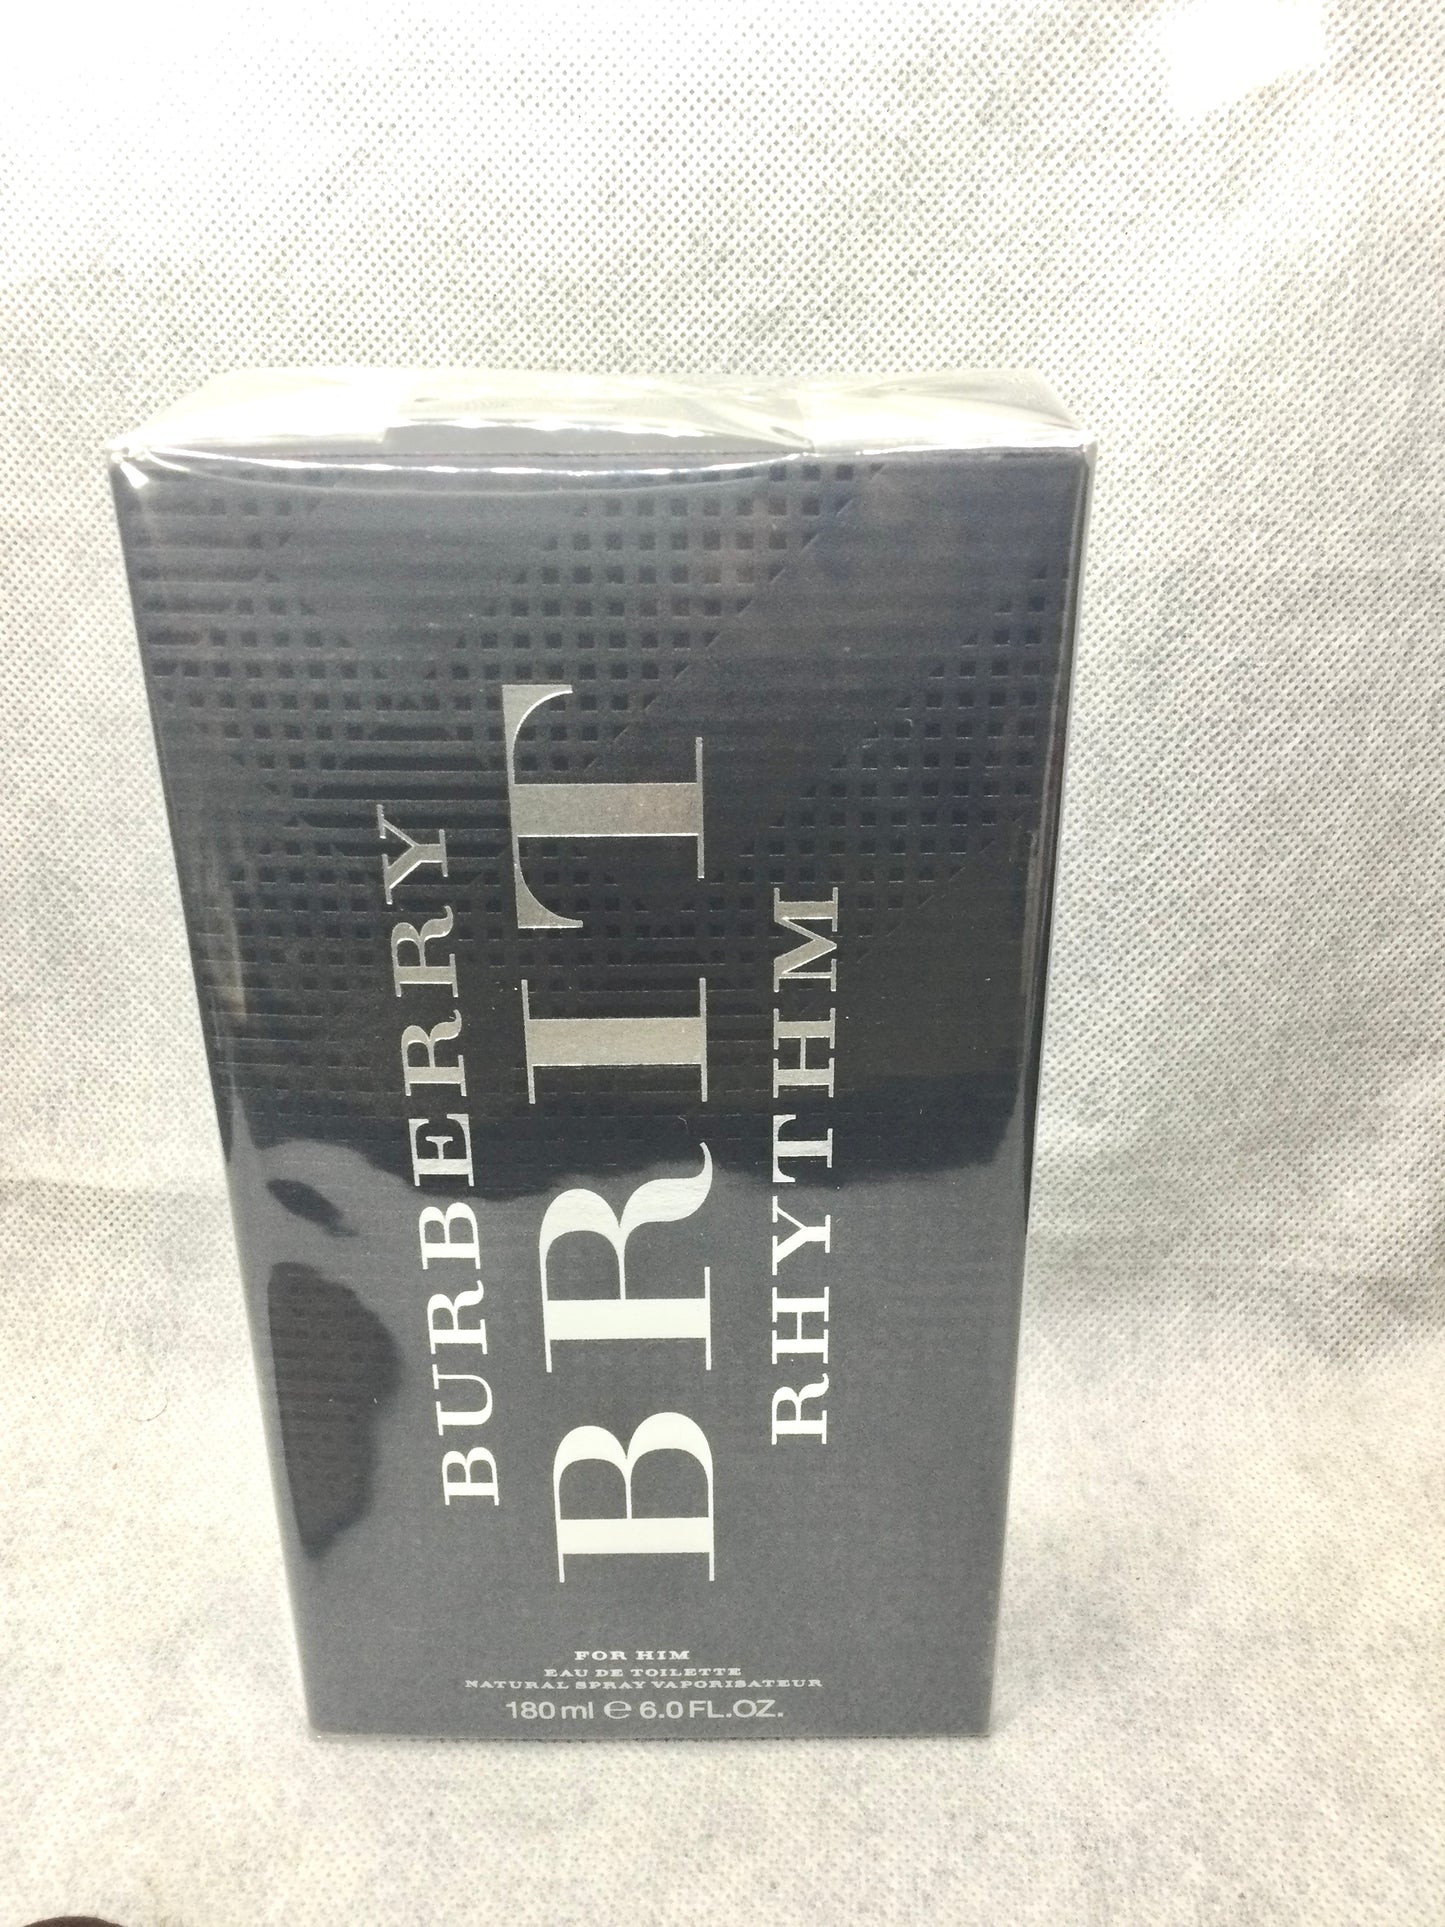 BURBERRY
BRIT
RHYTHM
FOR HIM
EAU DE TOILETTE
NATURAL SPRAY VAPORISATEUR
180 ml ℮ 6.0 FL.OZ.